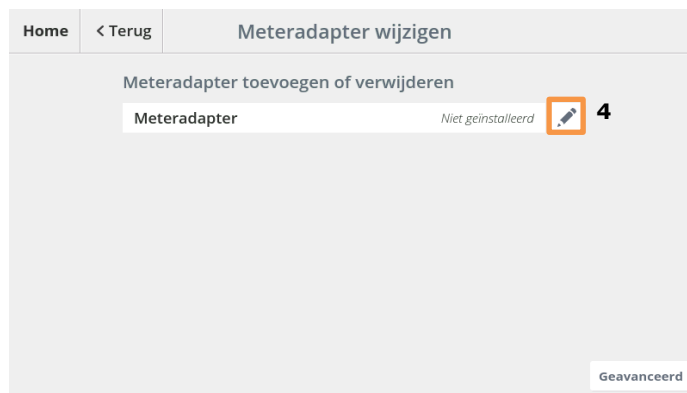 Home < Terug Meteradapter wijzigen
Meteradapter toevoegen of verwijderen
Meteradapter Niet geïnstalleerd 4
Geavanceerd